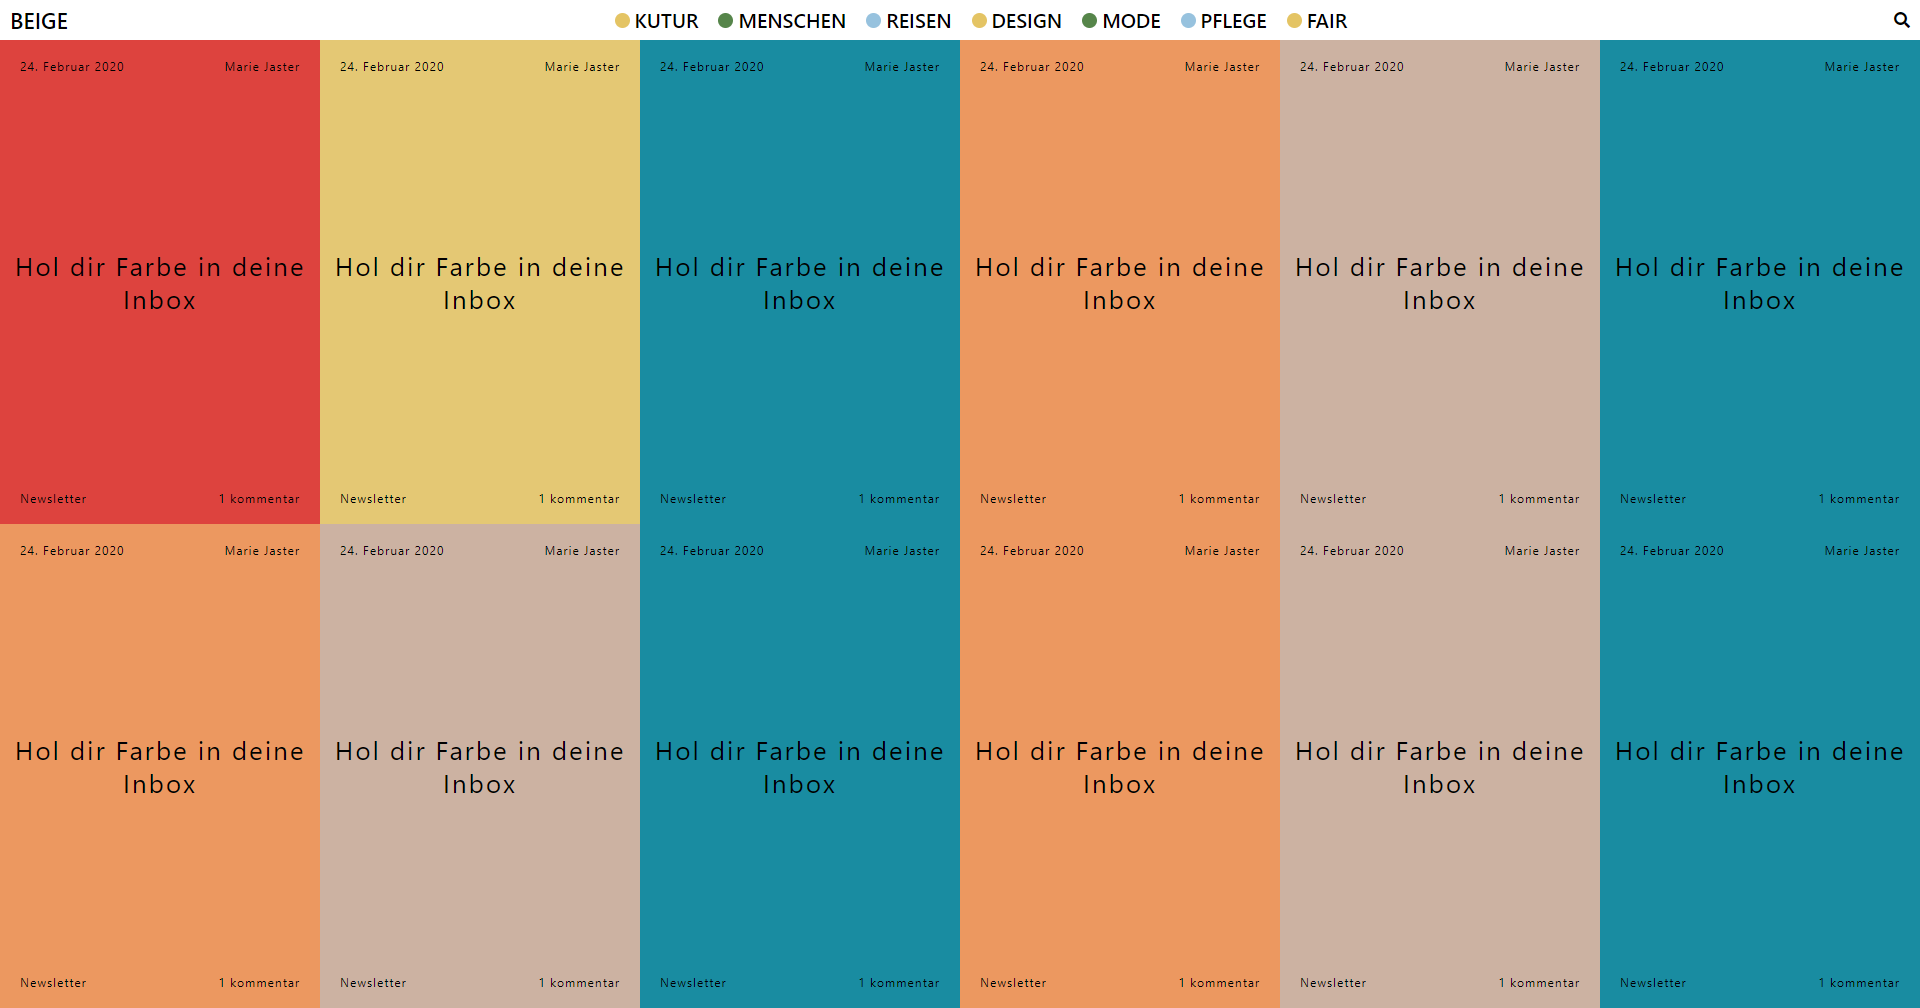 BEIGE KUTUR MENSCHEN REISEN DESIGN MODE PFLEGE FAIR
24. Februar 2020 Marie Jaster
Hol dir Farbe in deine
Inbox
Newsletter 1 kommentar
24. Februar 2020 Marie Jaster
Hol dir Farbe in deine
Inbox
Newsletter 1 kommentar
24. Februar 2020 Marie Jaster
Hol dir Farbe in deine
Inbox
Newsletter 1 kommentar
24. Februar 2020 Marie Jaster
Hol dir Farbe in deine
Inbox
Newsletter 1 kommentar
24. Februar 2020 Marie Jaster
Hol dir Farbe in deine
Inbox
Newsletter 1 kommentar
24. Februar 2020 Marie Jaster
Hol dir Farbe in deine
Inbox
Newsletter 1 kommentar
24. Februar 2020 Marie Jaster
Hol dir Farbe in deine
Inbox
Newsletter 1 kommentar
24. Februar 2020 Marie Jaster
Hol dir Farbe in deine
Inbox
Newsletter 1 kommentar
24. Februar 2020 Marie Jaster
Hol dir Farbe in deine
Inbox
Newsletter 1 kommentar
24. Februar 2020 Marie Jaster
Hol dir Farbe in deine
Inbox
Newsletter 1 kommentar
24. Februar 2020 Marie Jaster
Hol dir Farbe in deine
Inbox
Newsletter 1 kommentar
24. Februar 2020 Marie Jaster
Hol dir Farbe in deine
Inbox
Newsletter 1 kommentar